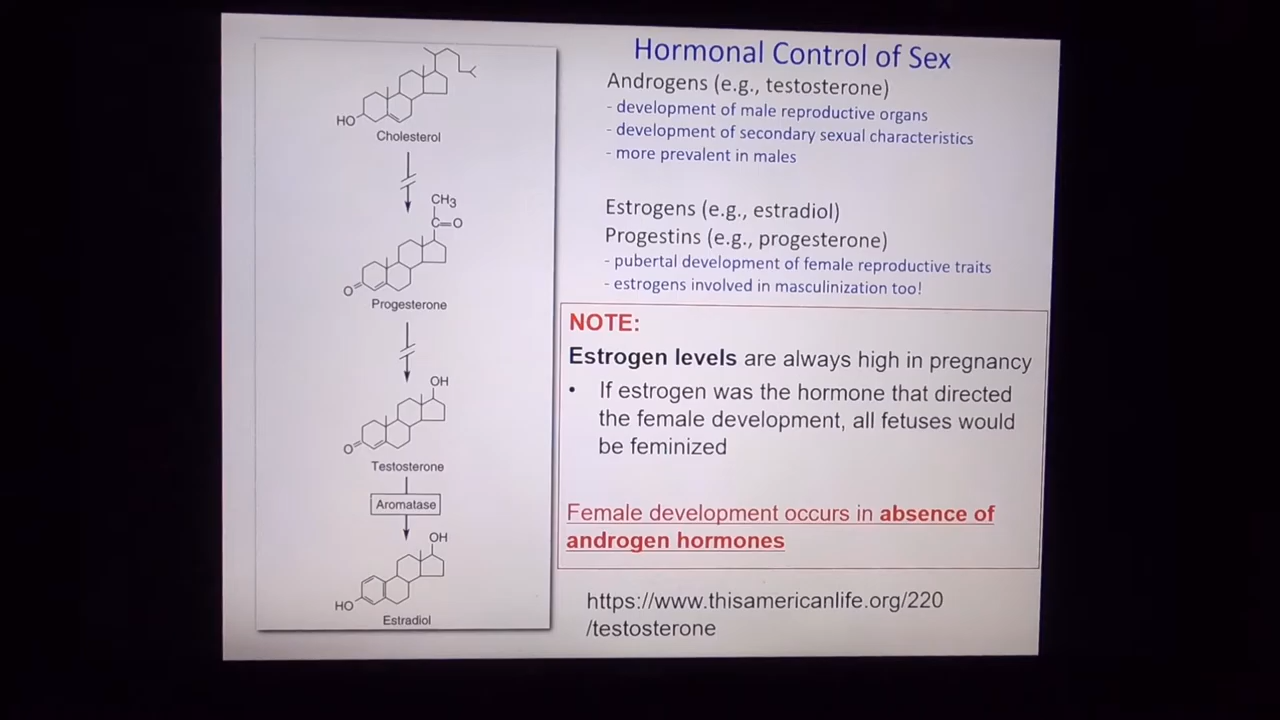 HO
Cholesterol
CH3
C=O
O
Progesterone
OH
O
Testosterone
Aromatase
OH
HO
Estradiol
Hormonal Control of Sex
Androgens (e.g., testosterone)
- development of male reproductive organs
- development of secondary sexual characteristics
- more prevalent in males
Estrogens (e.g., estradiol)
Progestins (e.g., progesterone)
- pubertal development of female reproductive traits
- estrogens involved in masculinization too!
NOTE:
Estrogen levels are always high in pregnancy
• If estrogen was the hormone that directed
the female development, all fetuses would
be feminized
Female development occurs in absence of
androgen hormones
https://www.thisamericanlife.org/220
/testosterone